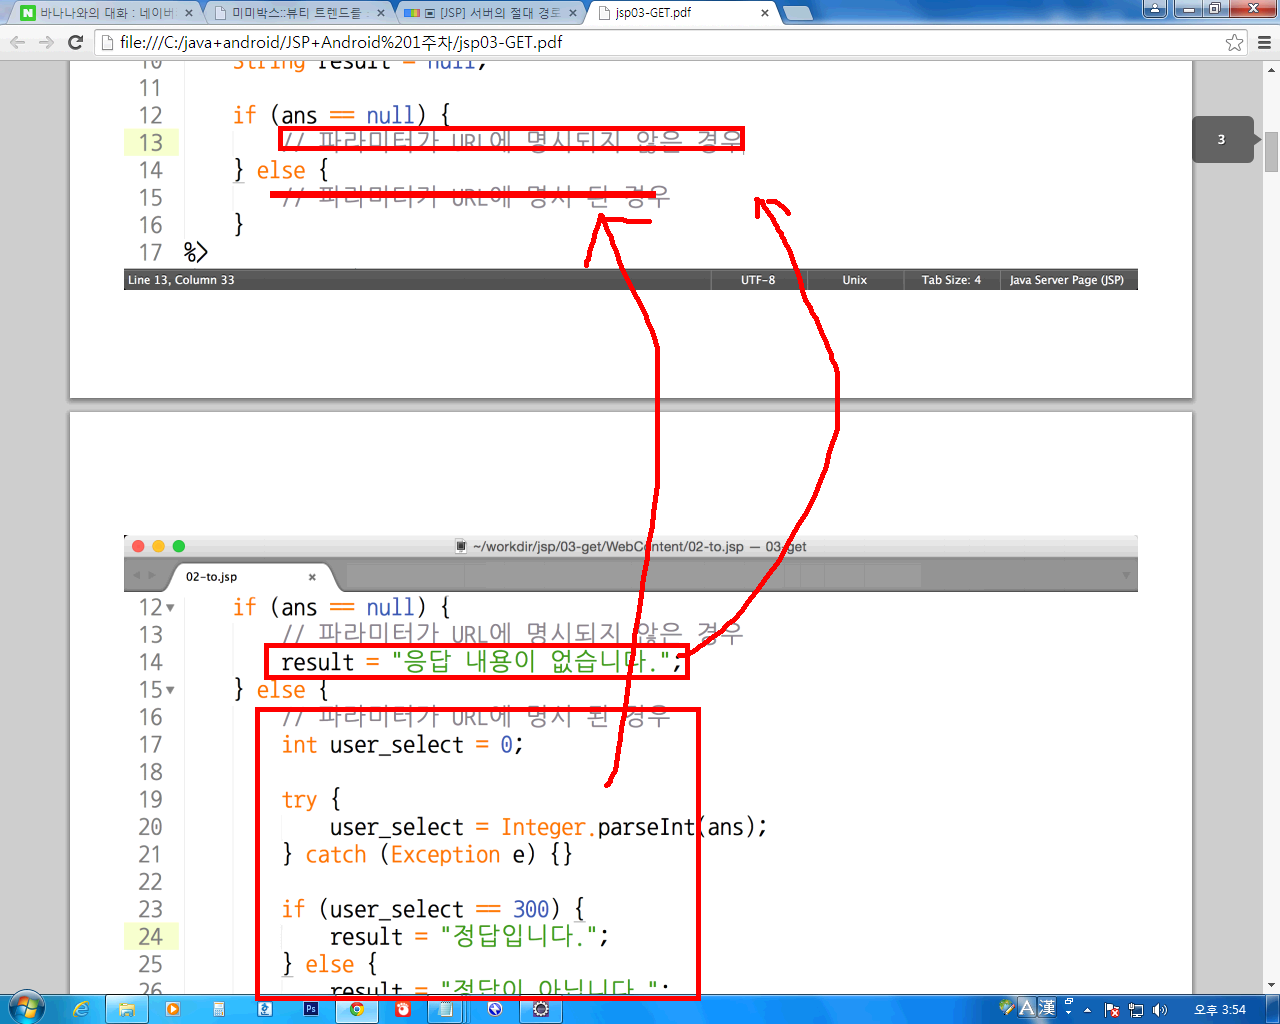 바나나와의 대화 : 네이버
미미박스::뷰티 트렌드를
[JSP] 서버의 절대 경로
jsp03-GET.pdf
file:///C:/java+android/JSP+Android%201주차/jsp03-GET.pdf
10 String result = null;
11
12 if (ans == null) {
13 // 파라미터가 URL에 명시되지 않은 경우
14 } else {
15 // 파라미터가 URL에 명시 된 경우
16 }
17 %>
Line 13, Column 33 UTF-8 Unix Tab Size: 4 Java Server Page (JSP)
3
~/workdir/jsp/03-get/WebContent/02-to.jsp — 03-get
02-to.jsp
12 if (ans == null) {
13 // 파라미터가 URL에 명시되지 않은 경우
14 result = "응답 내용이 없습니다.";
15 } else {
16 // 파라미터가 URL에 명시 된 경우
17 int user_select = 0;
18
19 try {
20 user_select = Integer.parseInt(ans);
21 } catch (Exception e) {}
22
23 if (user_select == 300) {
24 result = "정답입니다.";
25 } else {
26 result = "정답이 아닙니다.";
A 漢
오후 3:54